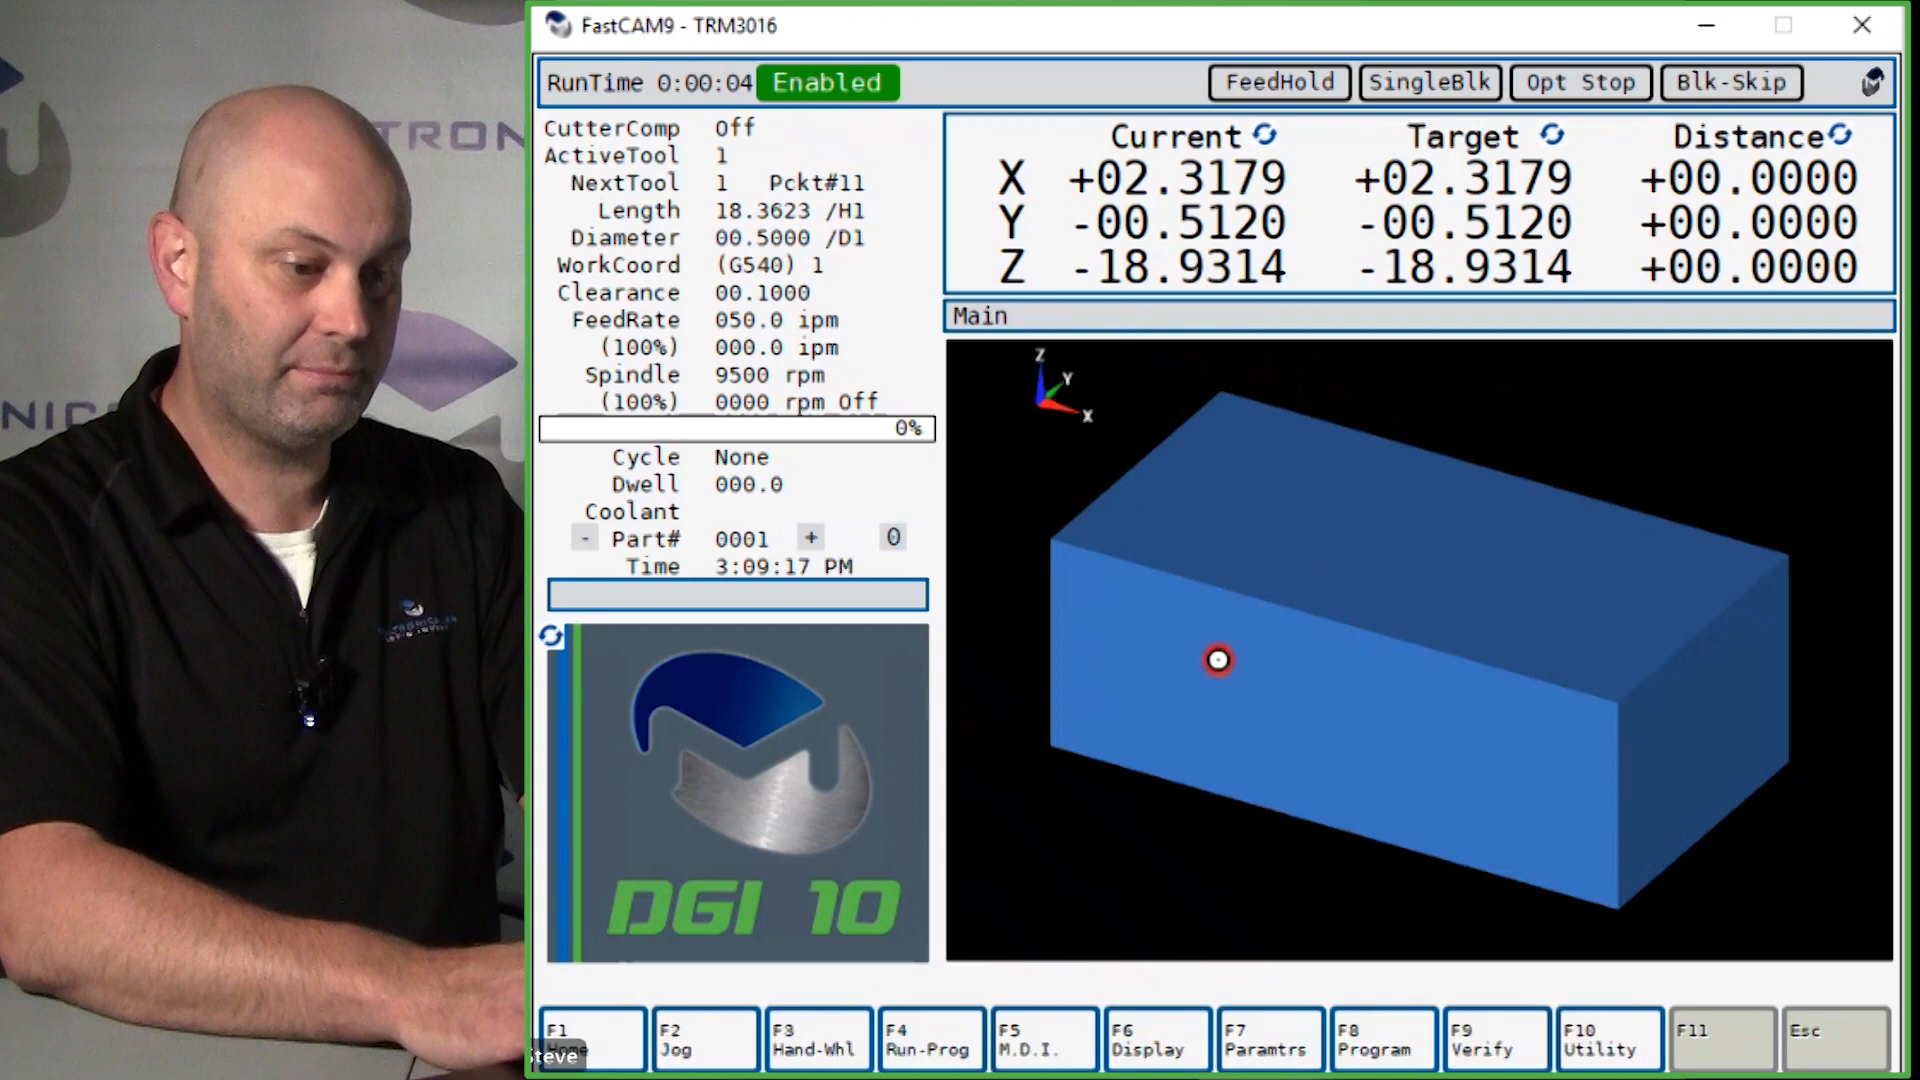 FastCAM9 - TRM3016
RunTime 0:00:04 Enabled FeedHold SingleBlk Opt Stop Blk-Skip
CutterComp Off
ActiveTool 1
NextTool 1 Pckt#11
Length 18.3623 /H1
Diameter 00.5000 /D1
WorkCoord (G540) 1
Clearance 00.1000
FeedRate 050.0 ipm
(100%) 000.0 ipm
Spindle 9500 rpm
(100%) 0000 rpm Off
0%
Cycle None
Dwell 000.0
Coolant
- Part# 0001 + 0
Time 3:09:17 PM
Current Target Distance
X +02.3179 +02.3179 +00.0000
Y -00.5120 -00.5120 +00.0000
Z -18.9314 -18.9314 +00.0000
Main
Z
Y
X
DGI 10
F1
F2 Jog
F3 Hand-Whl
F4 Run-Prog
F5 M.D.I.
F6 Display
F7 Paramtrs
F8 Program
F9 Verify
F10 Utility
F11
Esc
Steve
TRON
NIC